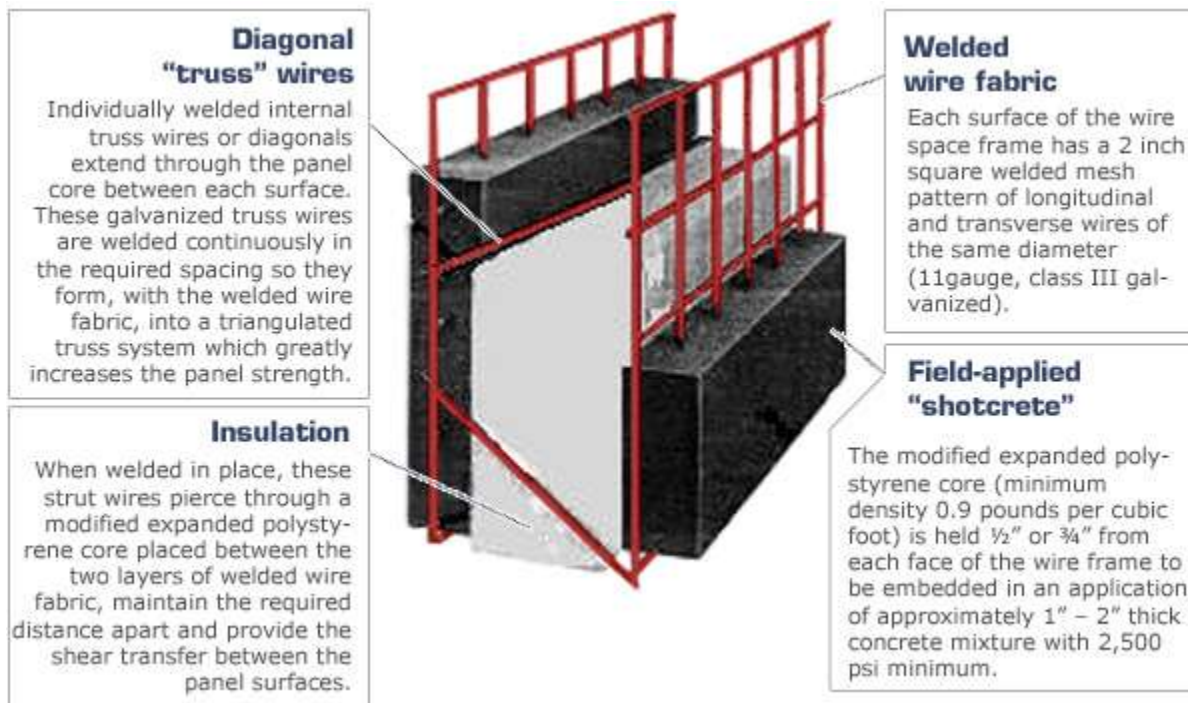 Diagonal
“truss” wires
Individually welded internal
truss wires or diagonals
extend through the panel
core between each surface.
These galvanized truss wires
are welded continuously in
the required spacing so they
form, with the welded wire
fabric, into a triangulated
truss system which greatly
increases the panel strength.
Insulation
When welded in place, these
strut wires pierce through a
modified expanded polysty-
rene core placed between the
two layers of welded wire
fabric, maintain the required
distance apart and provide the
shear transfer between the
panel surfaces.
Welded
wire fabric
Each surface of the wire
space frame has a 2 inch
square welded mesh
pattern of longitudinal
and transverse wires of
the same diameter
(11gauge, class III gal-
vanized).
Field-applied
“shotcrete”
The modified expanded poly-
styrene core (minimum
density 0.9 pounds per cubic
foot) is held ½” or ¾” from
each face of the wire frame to
be embedded in an application
of approximately 1” – 2” thick
concrete mixture with 2,500
psi minimum.